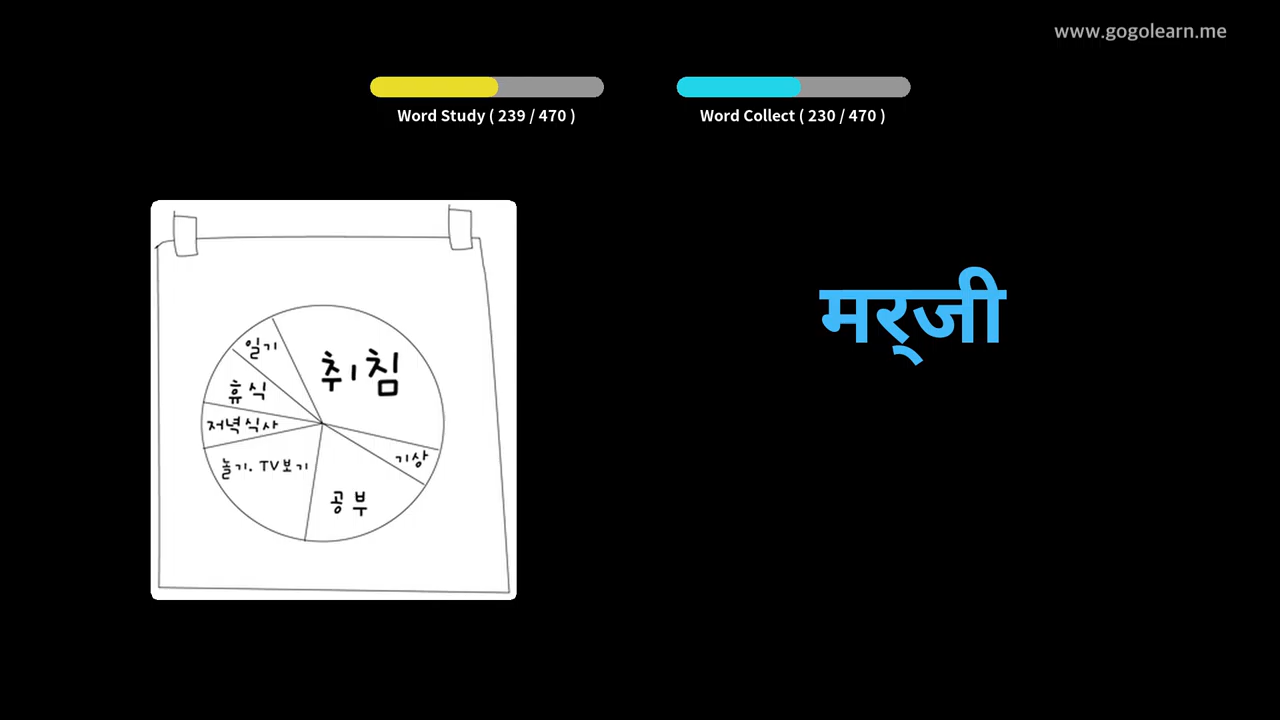 www.gogolearn.me
Word Study ( 239 / 470 )
Word Collect ( 230 / 470 )
मर्‍जी
일기
취침
휴식
저녁식사
놀기. TV보기
기상
공부